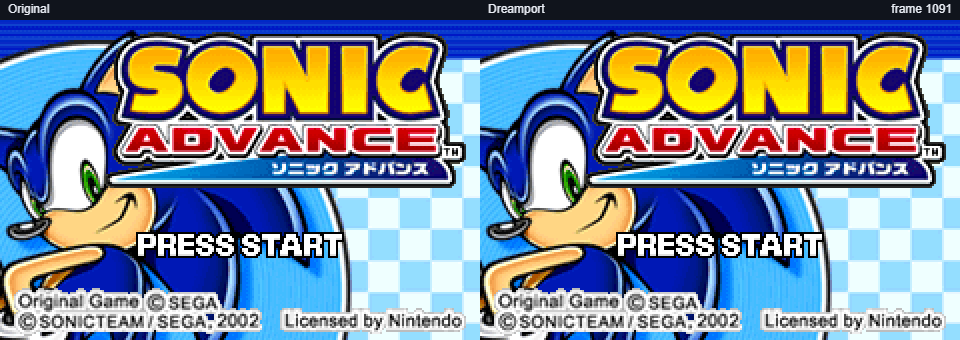 Original
Dreamport
frame 1091
SONIC
ADVANCE TM
ソニック アドバンス
PRESS START
Original Game © SEGA
© SONICTEAM / SEGA, 2002
Licensed by Nintendo
SONIC
ADVANCE TM
ソニック アドバンス
PRESS START
Original Game © SEGA
© SONICTEAM / SEGA, 2002
Licensed by Nintendo